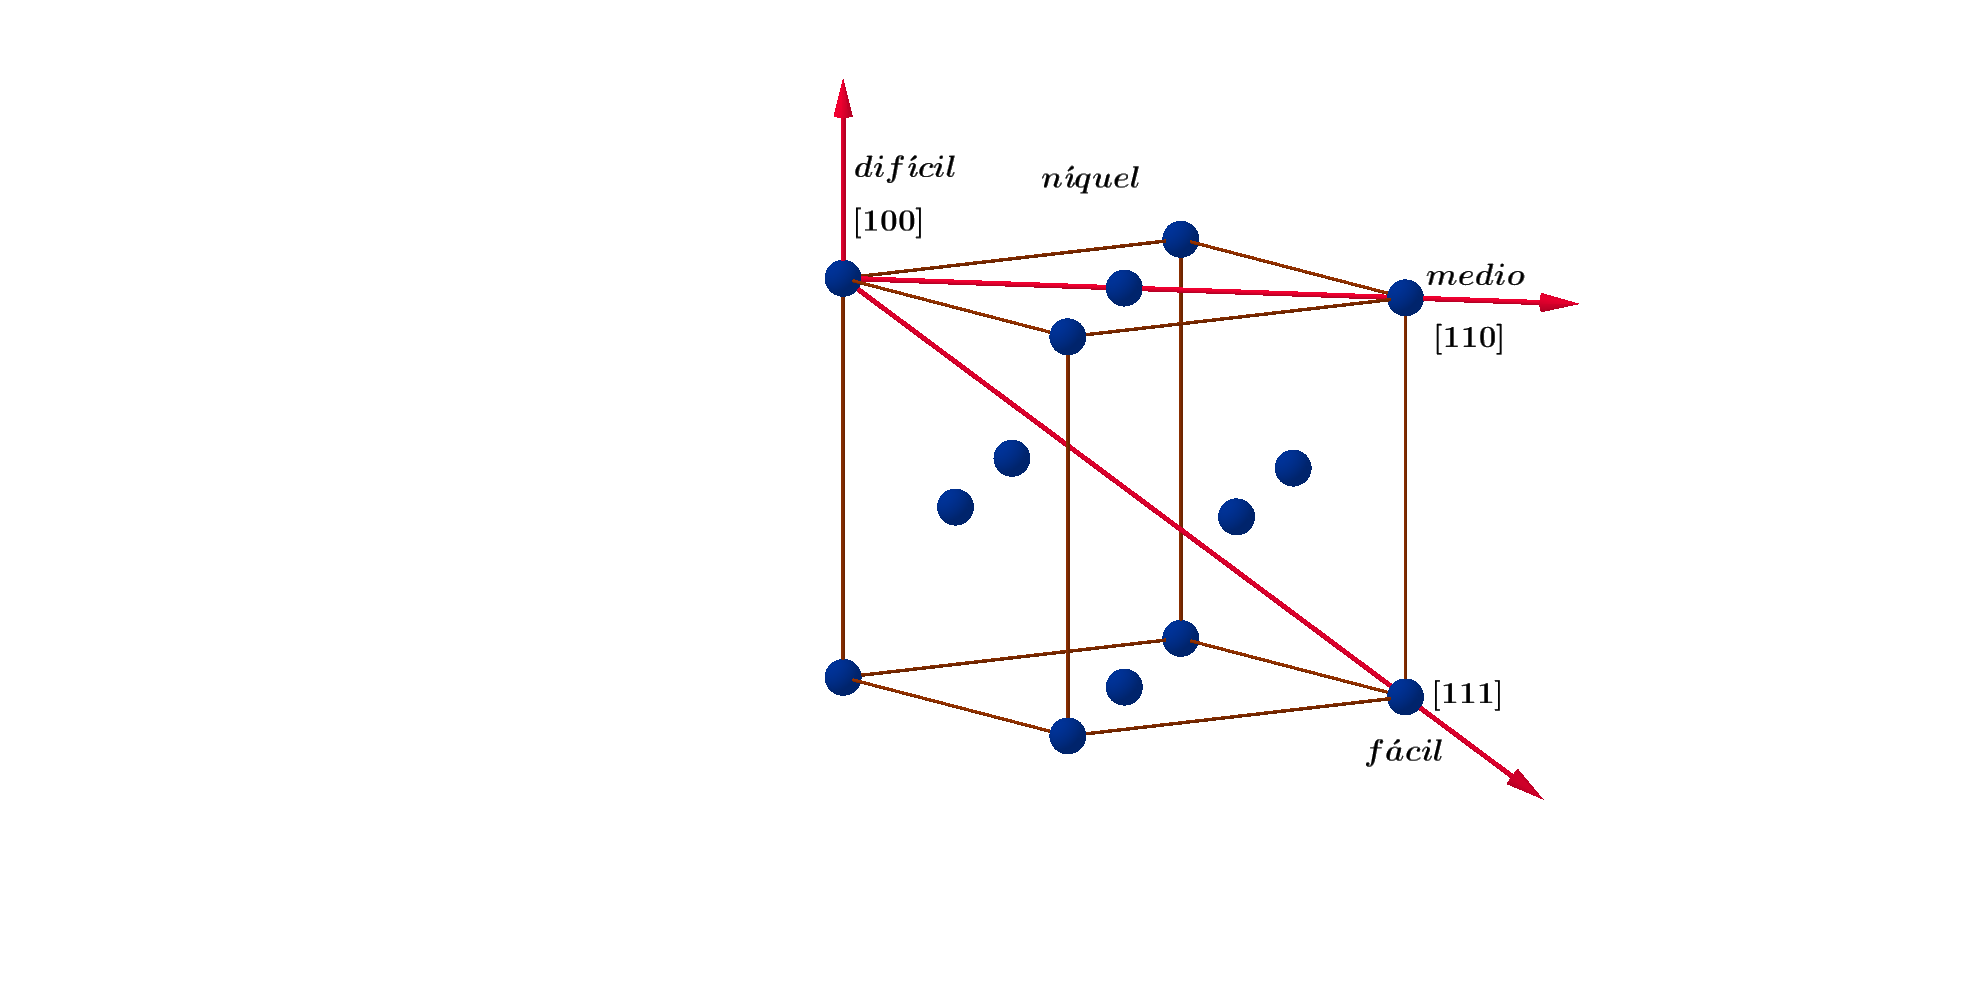 difícil
níquel
[100]
medio
[110]
[111]
fácil